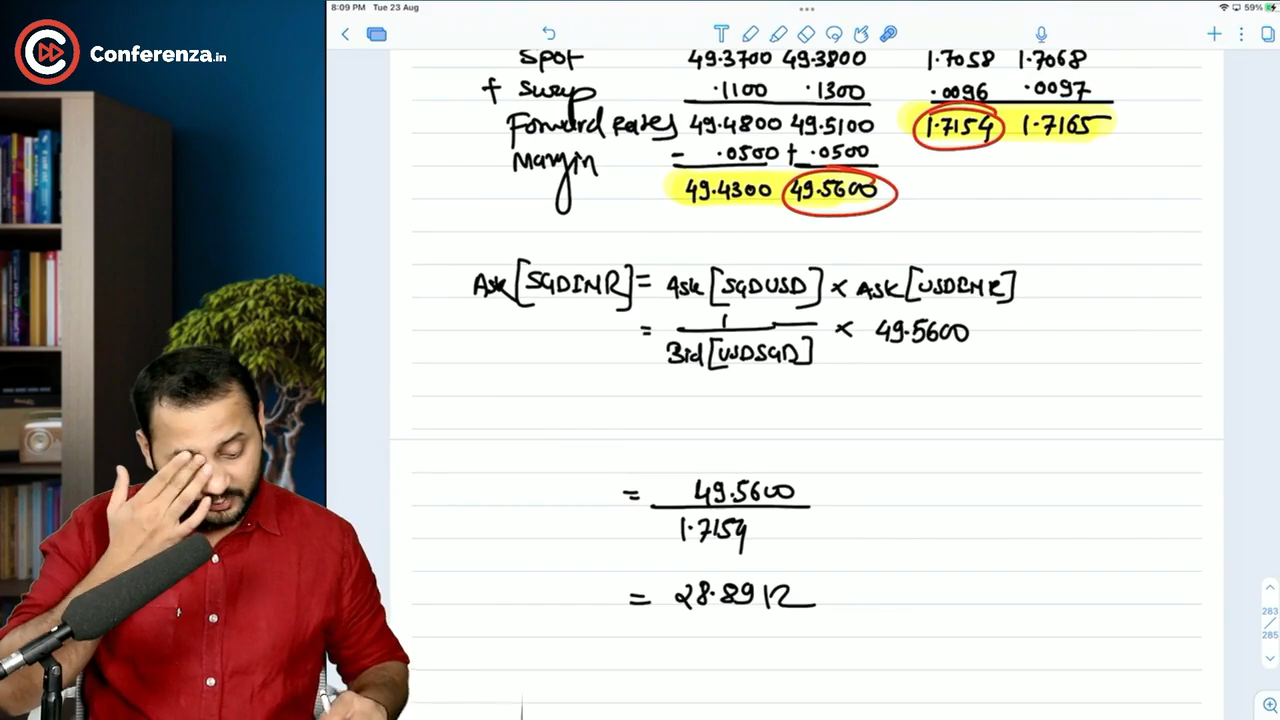 8:09 PM Tue 23 Aug
59%
Conferenza.in
Spot 49.3700 49.3800 1.7058 1.7068
+ Swap .1100 .1300 .0096 .0097
Forward Rates 49.4800 49.5100 1.7154 1.7165
Margin - .0500 + .0500
49.4300 49.5600
Ask [SGDINR] = Ask [SGDUSD] × Ask [USDINR]
= 1 × 49.5600
Bid [USDSGD]
= 49.5600
1.7154
= 28.8912
283
/
285